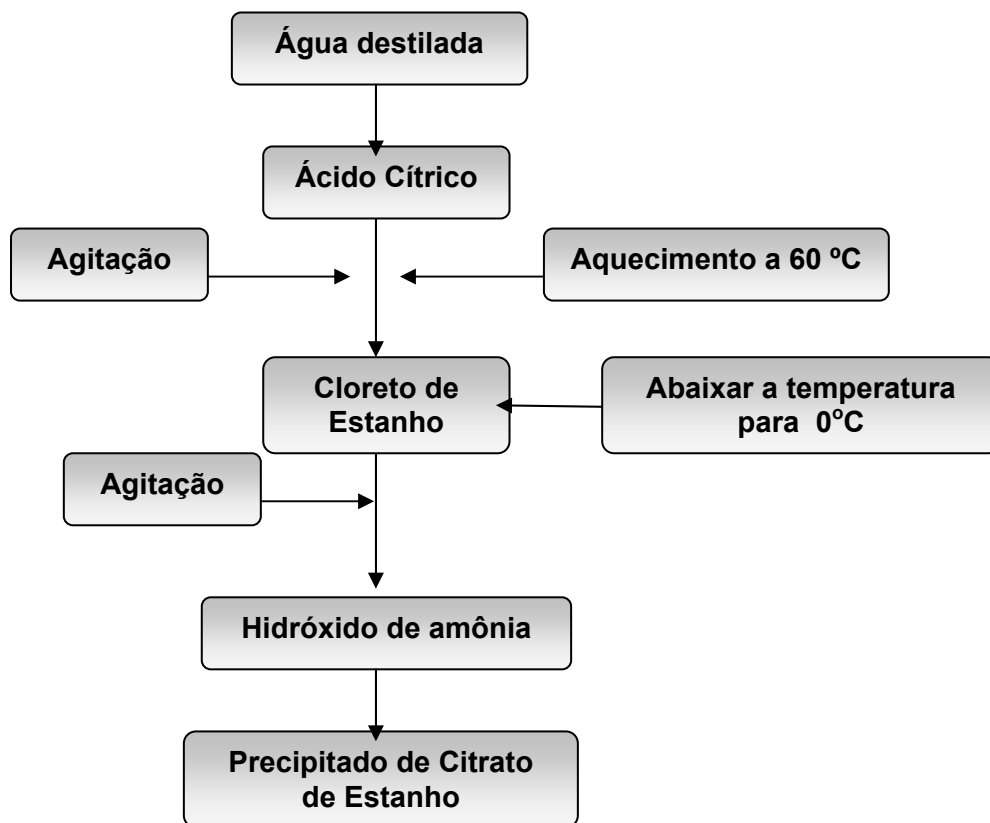 Água destilada
Ácido Cítrico
Agitação
Aquecimento a 60 ºC
Cloreto de
Estanho
Abaixar a temperatura
para 0°C
Agitação
Hidróxido de amônia
Precipitado de Citrato
de Estanho